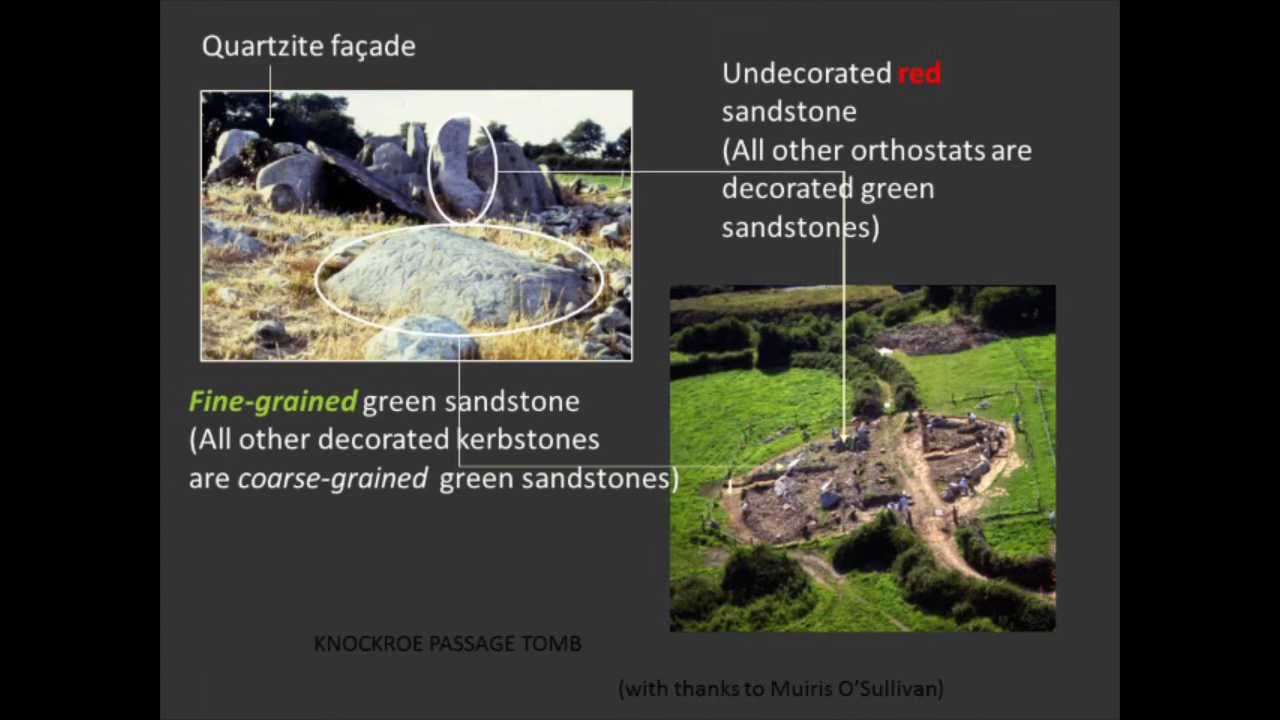 Quartzite façade
Undecorated red
sandstone
(All other orthostats are
decorated green
sandstones)
Fine-grained green sandstone
(All other decorated kerbstones
are coarse-grained green sandstones)
KNOCKROE PASSAGE TOMB
(with thanks to Muiris O’Sullivan)